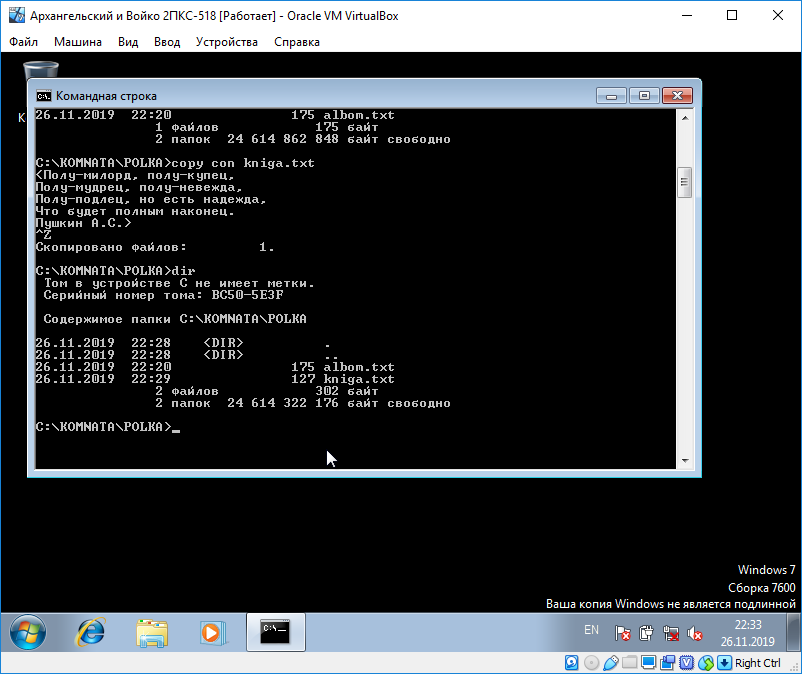 Архангельский и Войко 2ПКС-518 [Работает] - Oracle VM VirtualBox
Файл Машина Вид Ввод Устройства Справка
К
Командная строка
26.11.2019 22:20 175 albom.txt
1 файлов 175 байт
2 папок 24 614 862 848 байт свободно
C:\KOMNATA\POLKA>copy con kniga.txt
<Полу-милорд, полу-купец,
Полу-мудрец, полу-невежда,
Полу-подлец, но есть надежда,
Что будет полным наконец.
Пушкин А.С.>
^Z
Скопировано файлов: 1.
C:\KOMNATA\POLKA>dir
Том в устройстве C не имеет метки.
Серийный номер тома: BC50-5E3F
Содержимое папки C:\KOMNATA\POLKA
26.11.2019 22:28 <DIR> .
26.11.2019 22:28 <DIR> ..
26.11.2019 22:20 175 albom.txt
26.11.2019 22:29 127 kniga.txt
2 файлов 302 байт
2 папок 24 614 322 176 байт свободно
C:\KOMNATA\POLKA>_
Windows 7
Сборка 7600
Ваша копия Windows не является подлинной
EN 22:33
26.11.2019
Right Ctrl